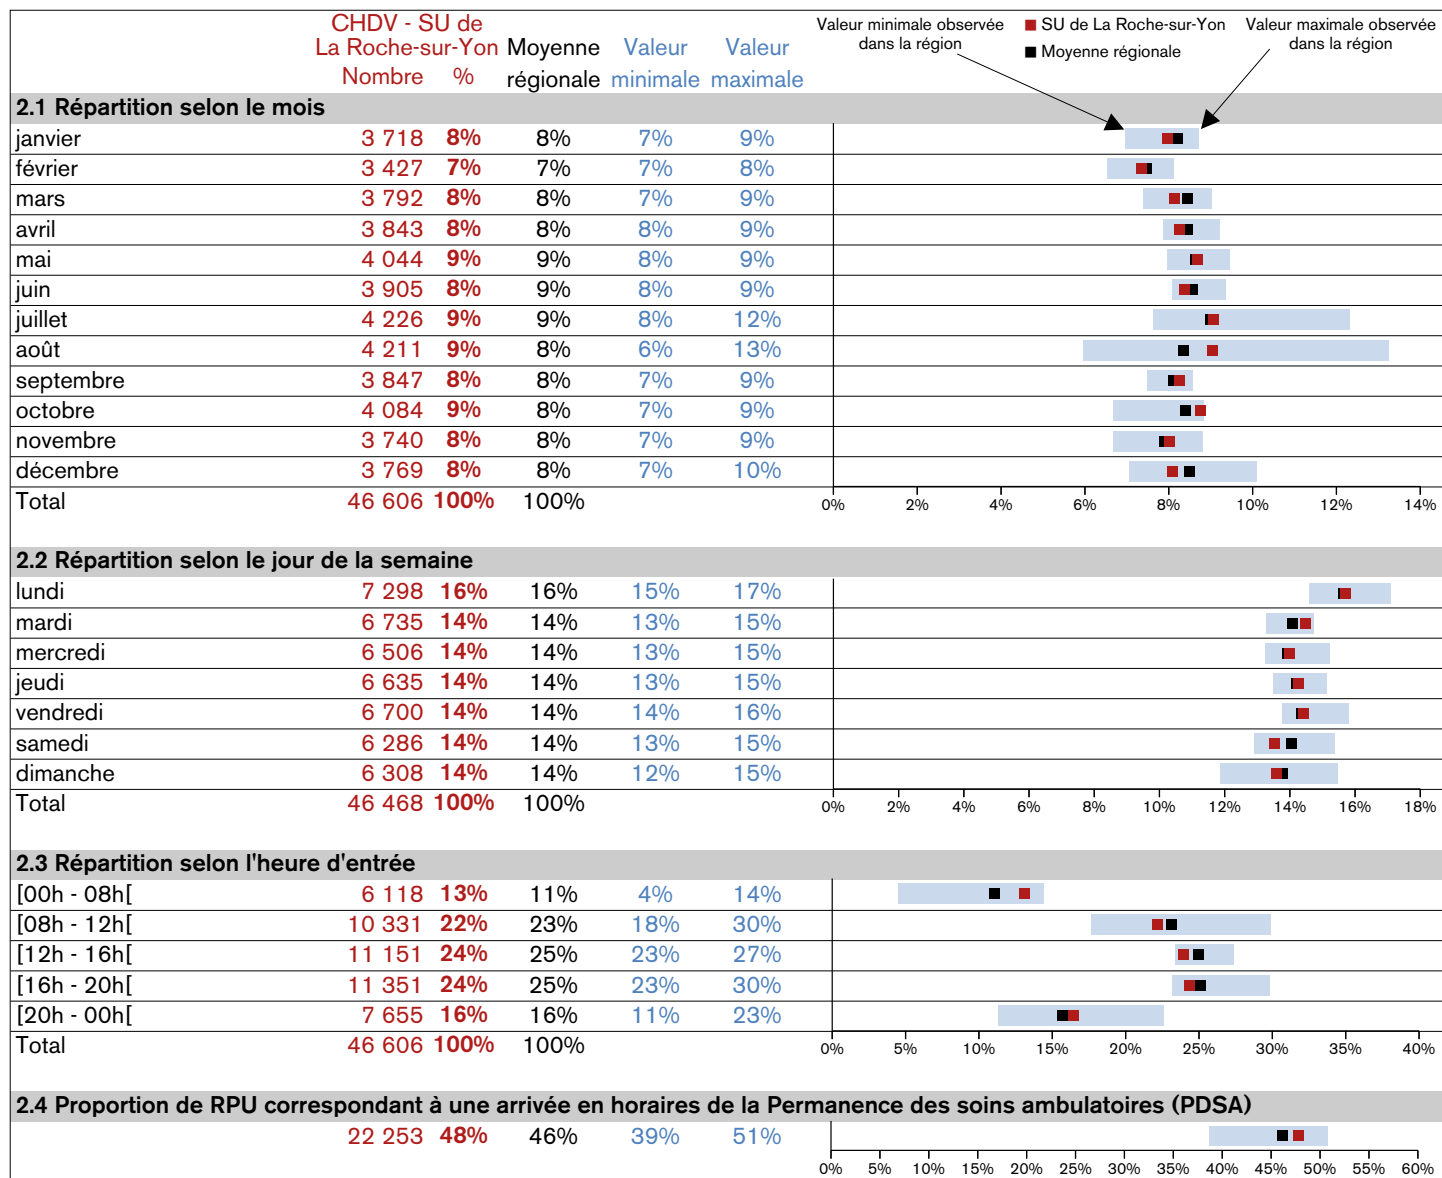 CHDV - SU de
La Roche-sur-Yon Moyenne Valeur Valeur
Nombre % régionale minimale maximale
Valeur minimale observée
dans la région
SU de La Roche-sur-Yon
Moyenne régionale
Valeur maximale observée
dans la région
2.1 Répartition selon le mois
janvier 3 718 8% 8% 7% 9%
février 3 427 7% 7% 7% 8%
mars 3 792 8% 8% 7% 9%
avril 3 843 8% 8% 8% 9%
mai 4 044 9% 9% 8% 9%
juin 3 905 8% 9% 8% 9%
juillet 4 226 9% 9% 8% 12%
août 4 211 9% 8% 6% 13%
septembre 3 847 8% 8% 7% 9%
octobre 4 084 9% 8% 7% 9%
novembre 3 740 8% 8% 7% 9%
décembre 3 769 8% 8% 7% 10%
Total 46 606 100% 100%
0% 2% 4% 6% 8% 10% 12% 14%
2.2 Répartition selon le jour de la semaine
lundi 7 298 16% 16% 15% 17%
mardi 6 735 14% 14% 13% 15%
mercredi 6 506 14% 14% 13% 15%
jeudi 6 635 14% 14% 13% 15%
vendredi 6 700 14% 14% 14% 16%
samedi 6 286 14% 14% 13% 15%
dimanche 6 308 14% 14% 12% 15%
Total 46 468 100% 100%
0% 2% 4% 6% 8% 10% 12% 14% 16% 18%
2.3 Répartition selon l'heure d'entrée
[00h - 08h[ 6 118 13% 11% 4% 14%
[08h - 12h[ 10 331 22% 23% 18% 30%
[12h - 16h[ 11 151 24% 25% 23% 27%
[16h - 20h[ 11 351 24% 25% 23% 30%
[20h - 00h[ 7 655 16% 16% 11% 23%
Total 46 606 100% 100%
0% 5% 10% 15% 20% 25% 30% 35% 40%
2.4 Proportion de RPU correspondant à une arrivée en horaires de la Permanence des soins ambulatoires (PDSA)
22 253 48% 46% 39% 51%
0% 5% 10% 15% 20% 25% 30% 35% 40% 45% 50% 55% 60%